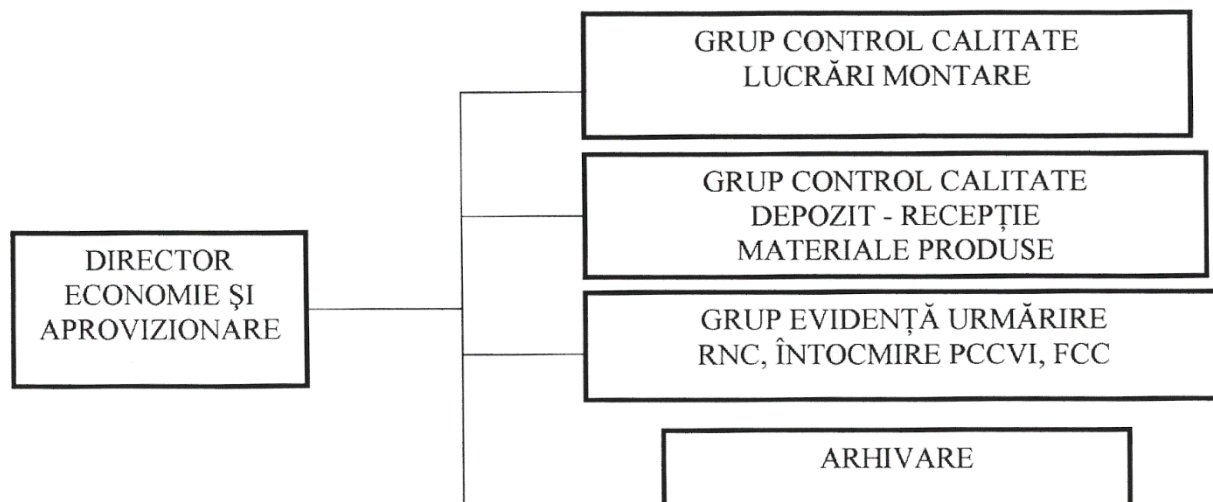 GRUP CONTROL CALITATE
LUCRĂRI MONTARE
GRUP CONTROL CALITATE
DEPOZIT - RECEPȚIE
MATERIALE PRODUSE
DIRECTOR
ECONOMIE ŞI
APROVIZIONARE
GRUP EVIDENȚĂ URMĂRIRE
RNC, ÎNTOCMIRE PCCVI, FCC
ARHIVARE